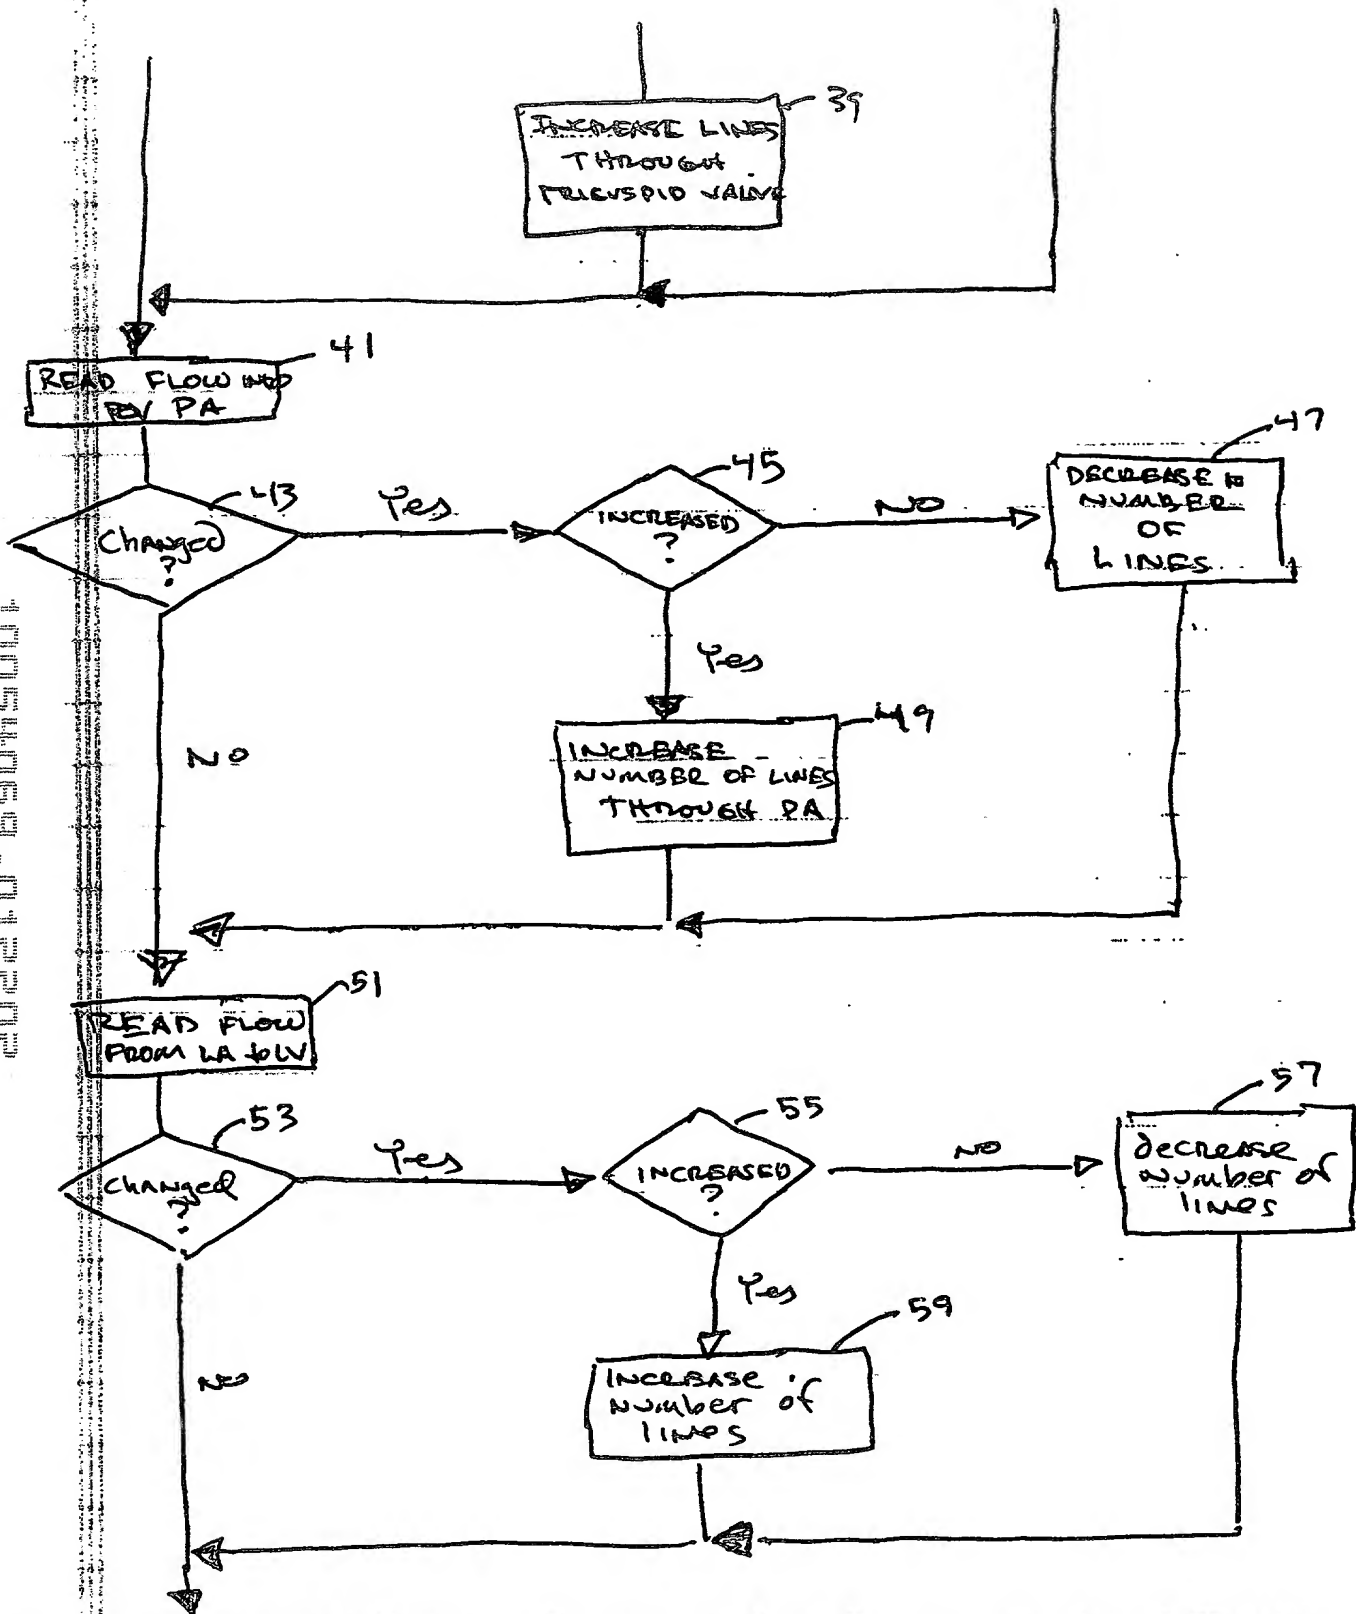 39
INCREASE LINES
THROUGH
TRICUSPID VALVE
41
READ FLOW INTO
PA
43
Changed
?
Yes
45
INCREASED
?
NO
47
DECREASE
NUMBER
OF
LINES
Yes
49
INCREASE
NUMBER OF LINES
THROUGH PA
NO
51
READ FLOW
FROM LA to LV
53
changed
?
Yes
55
INCREASED
?
NO
57
decrease
Number of
lines
Yes
59
INCREASE
Number of
lines
NO